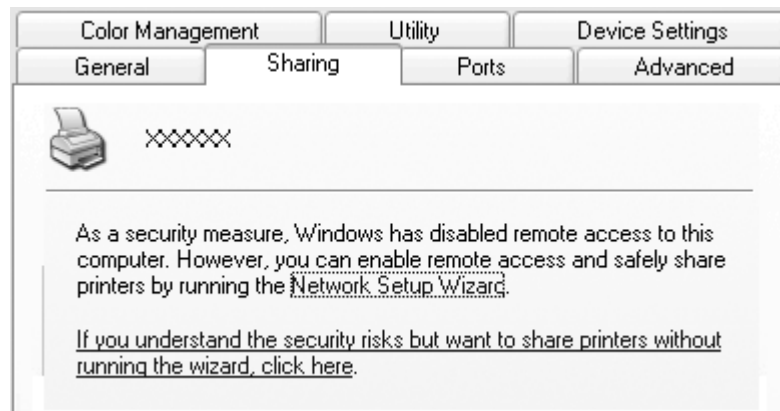 Color Management Utility Device Settings
General Sharing Ports Advanced
XXXXXXX
As a security measure, Windows has disabled remote access to this
computer. However, you can enable remote access and safely share
printers by running the Network Setup Wizard.
If you understand the security risks but want to share printers without
running the wizard, click here.